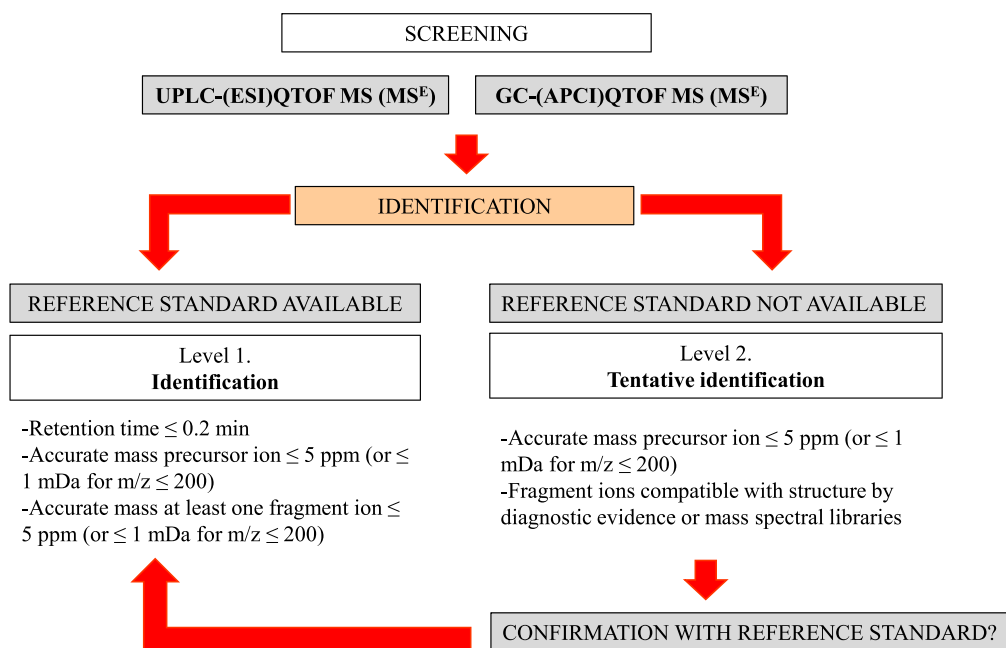 SCREENING
UPLC-(ESI)QTOF MS (MSᴱ)
GC-(APCI)QTOF MS (MSᴱ)
IDENTIFICATION
REFERENCE STANDARD AVAILABLE
Level 1.
Identification
-Retention time ≤ 0.2 min
-Accurate mass precursor ion ≤ 5 ppm (or ≤
1 mDa for m/z ≤ 200)
-Accurate mass at least one fragment ion ≤
5 ppm (or ≤ 1 mDa for m/z ≤ 200)
REFERENCE STANDARD NOT AVAILABLE
Level 2.
Tentative identification
-Accurate mass precursor ion ≤ 5 ppm (or ≤ 1
mDa for m/z ≤ 200)
-Fragment ions compatible with structure by
diagnostic evidence or mass spectral libraries
CONFIRMATION WITH REFERENCE STANDARD?